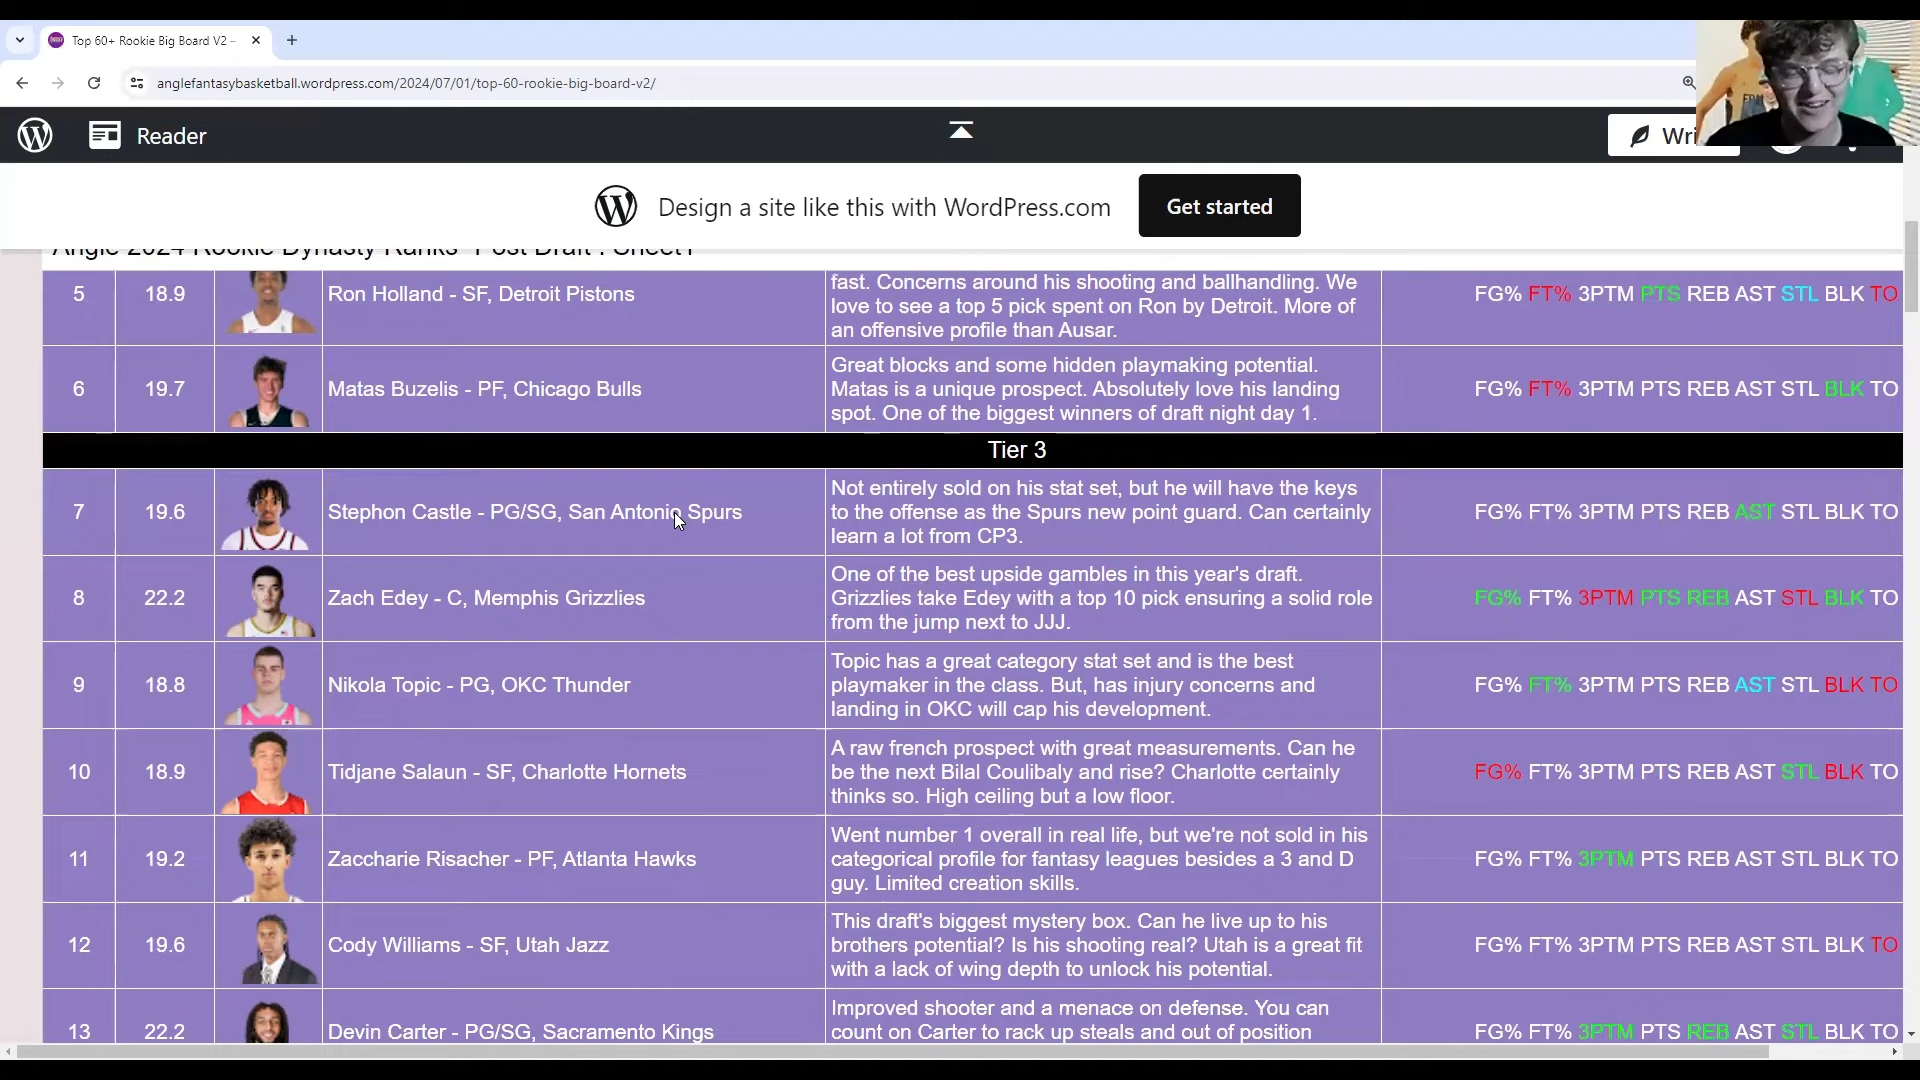 Top 60+ Rookie Big Board V2 –
anglefantasybasketball.wordpress.com/2024/07/01/top-60-rookie-big-board-v2/
Reader
Wri
Design a site like this with WordPress.com
Get started
Angle 2024 Rookie Dynasty Ranks - Post Draft : Sheet1
5
18.9
Ron Holland - SF, Detroit Pistons
fast. Concerns around his shooting and ballhandling. We
love to see a top 5 pick spent on Ron by Detroit. More of
an offensive profile than Ausar.
FG% FT% 3PTM PTS REB AST STL BLK TO
6
19.7
Matas Buzelis - PF, Chicago Bulls
Great blocks and some hidden playmaking potential.
Matas is a unique prospect. Absolutely love his landing
spot. One of the biggest winners of draft night day 1.
FG% FT% 3PTM PTS REB AST STL BLK TO
Tier 3
7
19.6
Stephon Castle - PG/SG, San Antonio Spurs
Not entirely sold on his stat set, but he will have the keys
to the offense as the Spurs new point guard. Can certainly
learn a lot from CP3.
FG% FT% 3PTM PTS REB AST STL BLK TO
8
22.2
Zach Edey - C, Memphis Grizzlies
One of the best upside gambles in this year's draft.
Grizzlies take Edey with a top 10 pick ensuring a solid role
from the jump next to JJJ.
FG% FT% 3PTM PTS REB AST STL BLK TO
9
18.8
Nikola Topic - PG, OKC Thunder
Topic has a great category stat set and is the best
playmaker in the class. But, has injury concerns and
landing in OKC will cap his development.
FG% FT% 3PTM PTS REB AST STL BLK TO
10
18.9
Tidjane Salaun - SF, Charlotte Hornets
A raw french prospect with great measurements. Can he
be the next Bilal Coulibaly and rise? Charlotte certainly
thinks so. High ceiling but a low floor.
FG% FT% 3PTM PTS REB AST STL BLK TO
11
19.2
Zaccharie Risacher - PF, Atlanta Hawks
Went number 1 overall in real life, but we're not sold in his
categorical profile for fantasy leagues besides a 3 and D
guy. Limited creation skills.
FG% FT% 3PTM PTS REB AST STL BLK TO
12
19.6
Cody Williams - SF, Utah Jazz
This draft's biggest mystery box. Can he live up to his
brothers potential? Is his shooting real? Utah is a great fit
with a lack of wing depth to unlock his potential.
FG% FT% 3PTM PTS REB AST STL BLK TO
13
22.2
Devin Carter - PG/SG, Sacramento Kings
Improved shooter and a menace on defense. You can
count on Carter to rack up steals and out of position
FG% FT% 3PTM PTS REB AST STL BLK TO